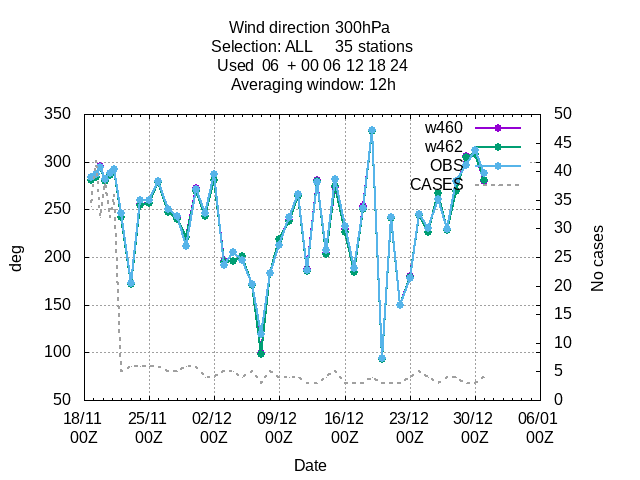 Wind direction 300hPa
Selection: ALL 35 stations
Used 06 + 00 06 12 18 24
Averaging window: 12h
350
300
250
200
150
100
50
50
45
40
35
30
25
20
15
10
5
0
w460
w462
OBS
CASES
deg
No cases
18/11 25/11 02/12 09/12 16/12 23/12 30/12 06/01
00Z 00Z 00Z 00Z 00Z 00Z 00Z 00Z
Date